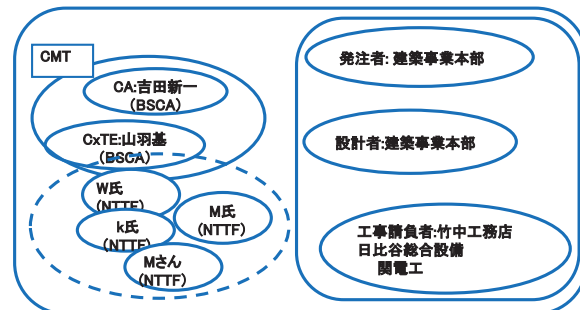 CMT
CA:吉田新一
(BSCA)
CxTE:山羽基
(BSCA)
W氏
(NTTF)
k氏
(NTTF)
M氏
(NTTF)
Mさん
(NTTF)
発注者: 建築事業本部
設計者:建築事業本部
工事請負者:竹中工務店
日比谷総合設備
関電工